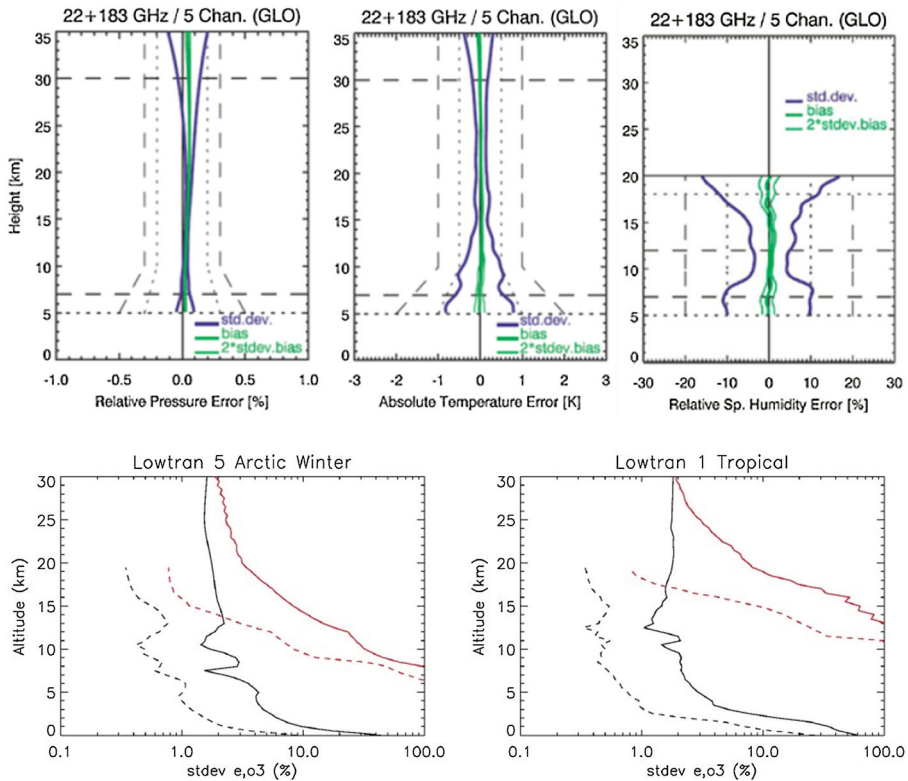 22+183 GHz / 5 Chan. (GLO)
35
30
25
20
15
10
5
0
Height [km]
std.dev.
bias
2*stdev.bias
-1.0 -0.5 0.0 0.5 1.0
Relative Pressure Error [%]
22+183 GHz / 5 Chan. (GLO)
35
30
25
20
15
10
5
0
std.dev.
bias
2*stdev.bias
-3 -2 -1 0 1 2 3
Absolute Temperature Error [K]
22+183 GHz / 5 Chan. (GLO)
35
30
25
20
15
10
5
0
std.dev.
bias
2*stdev.bias
-30 -20 -10 0 10 20 30
Relative Sp. Humidity Error [%]
Lowtran 5 Arctic Winter
30
25
20
15
10
5
0
Altitude (km)
0.1 1.0 10.0 100.0
stdev e,o3 (%)
Lowtran 1 Tropical
30
25
20
15
10
5
0
Altitude (km)
0.1 1.0 10.0 100.0
stdev e,o3 (%)